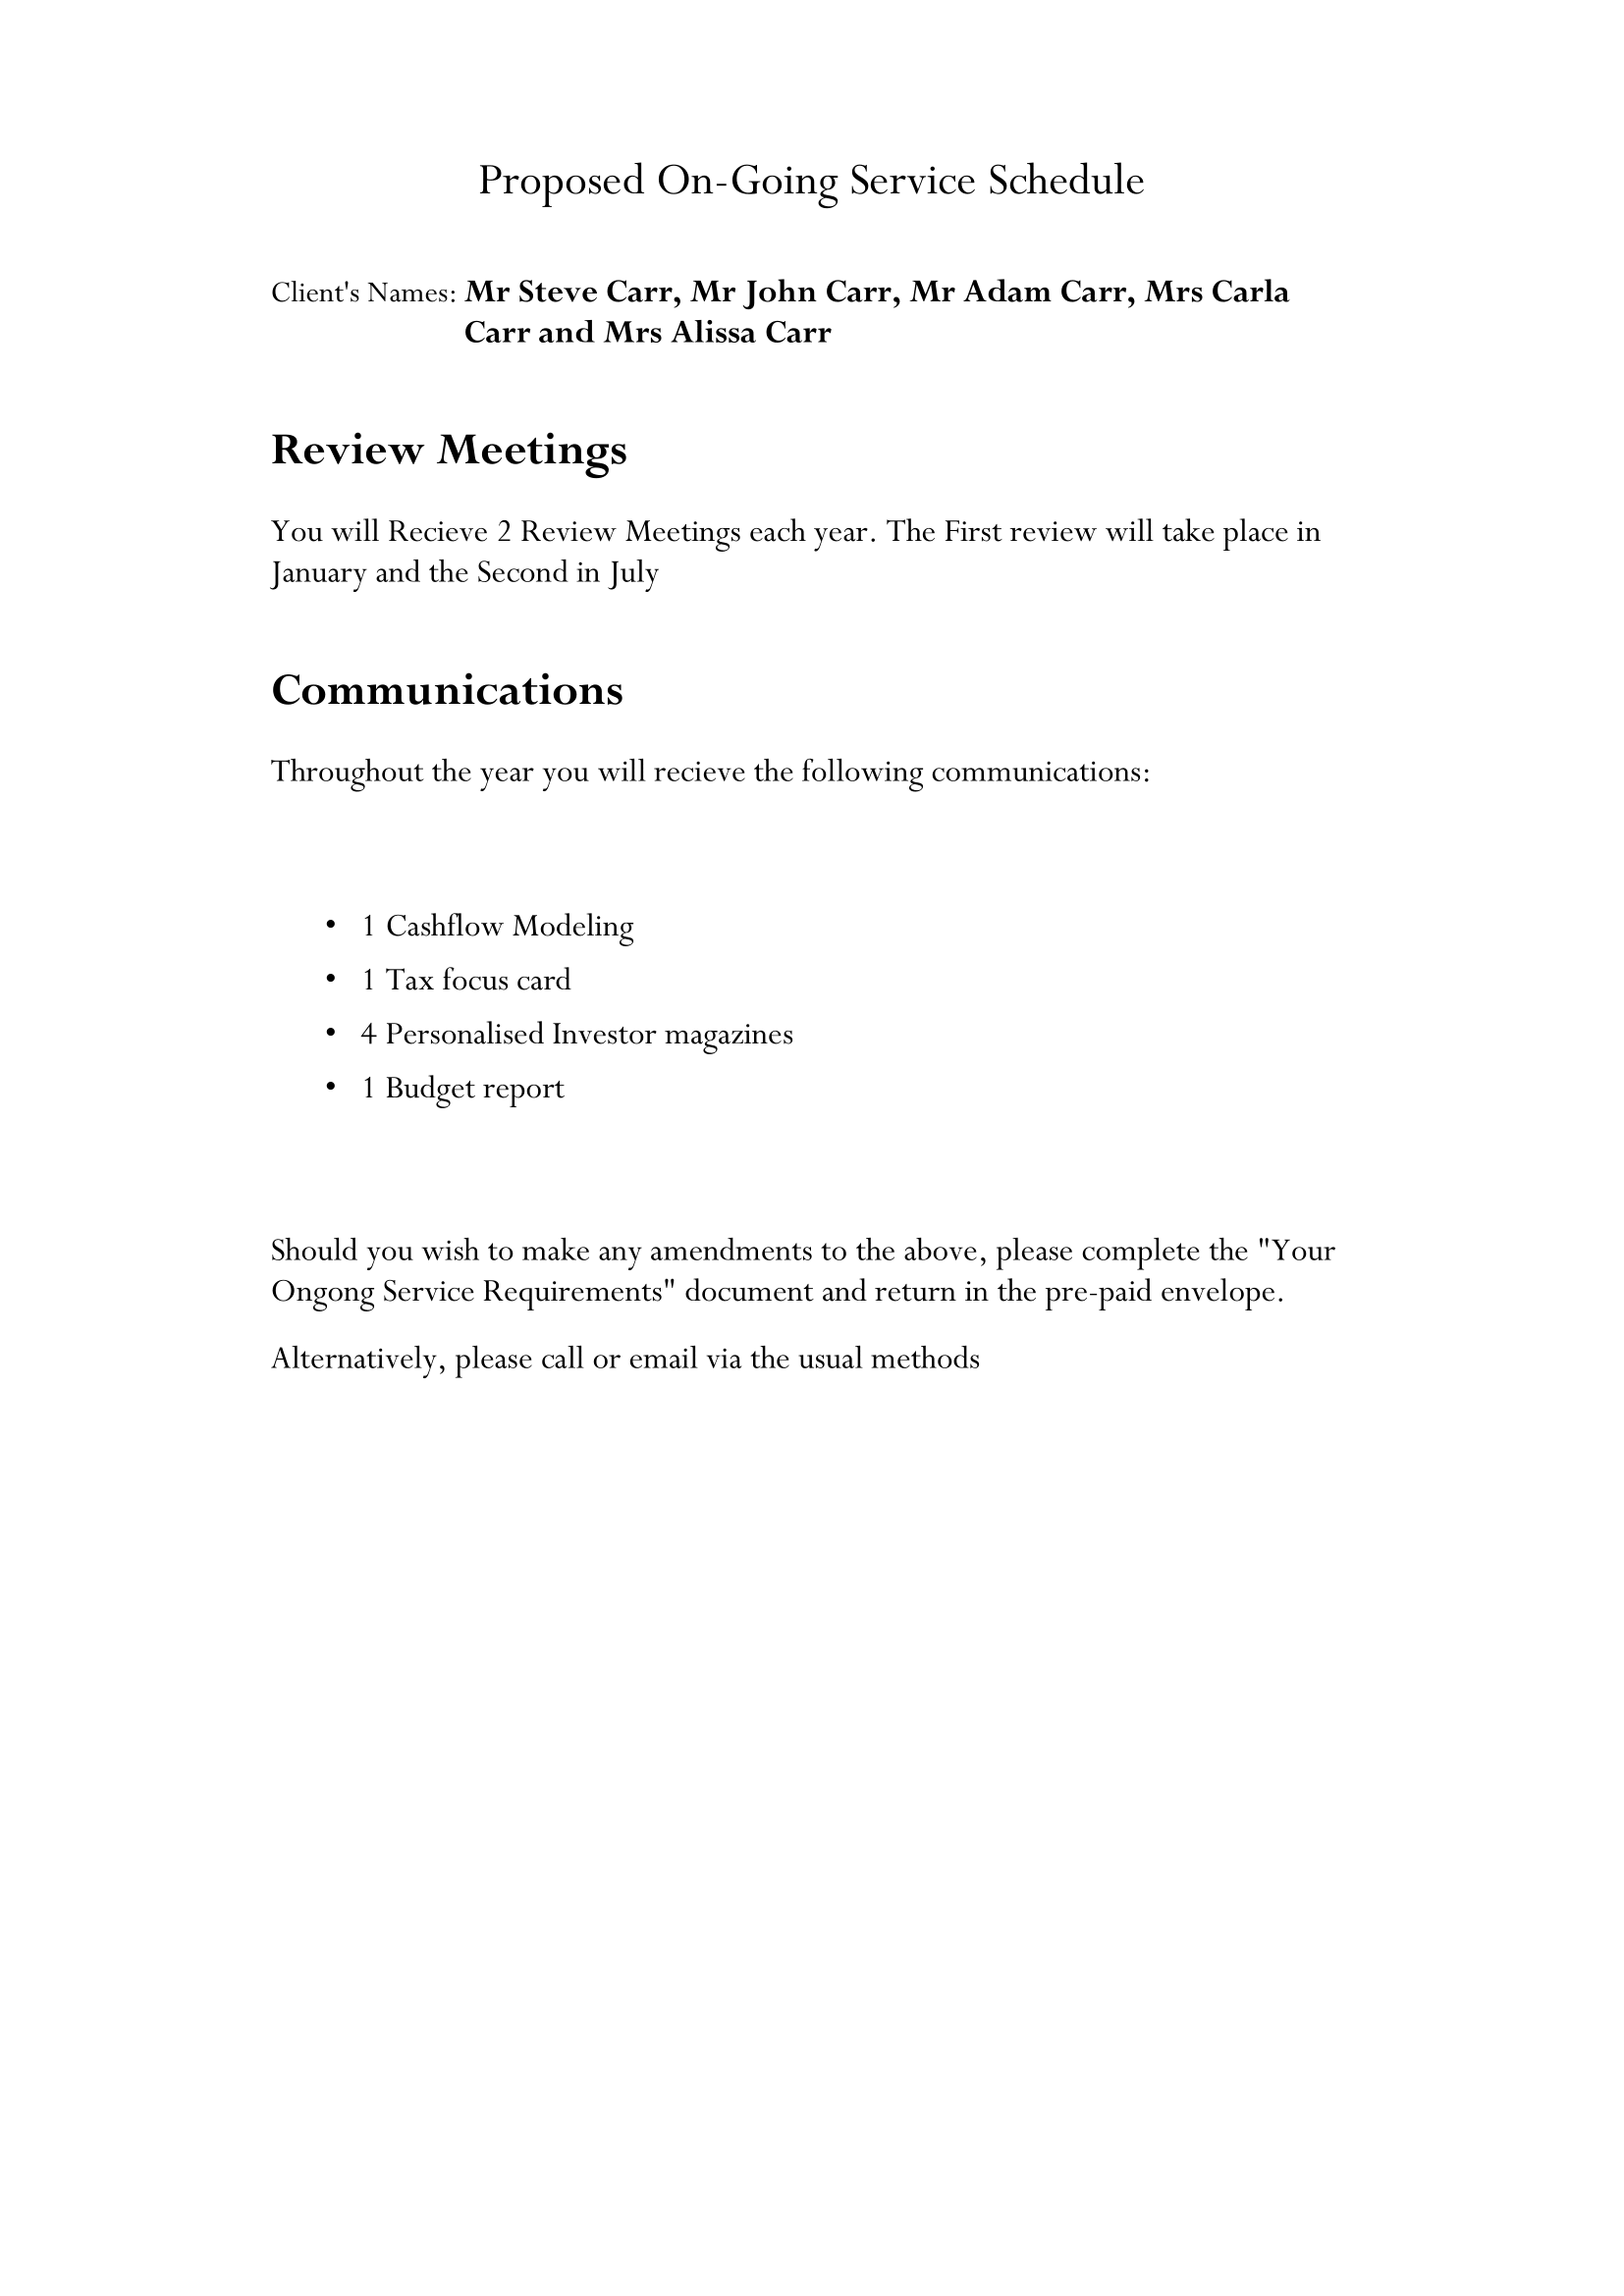 Proposed On-Going Service Schedule
Client's Names: Mr Steve Carr, Mr John Carr, Mr Adam Carr, Mrs Carla
Carr and Mrs Alissa Carr
Review Meetings
You will Recieve 2 Review Meetings each year. The First review will take place in
January and the Second in July
Communications
Throughout the year you will recieve the following communications:
• 1 Cashflow Modeling
• 1 Tax focus card
• 4 Personalised Investor magazines
• 1 Budget report
Should you wish to make any amendments to the above, please complete the "Your
Ongong Service Requirements" document and return in the pre-paid envelope.
Alternatively, please call or email via the usual methods